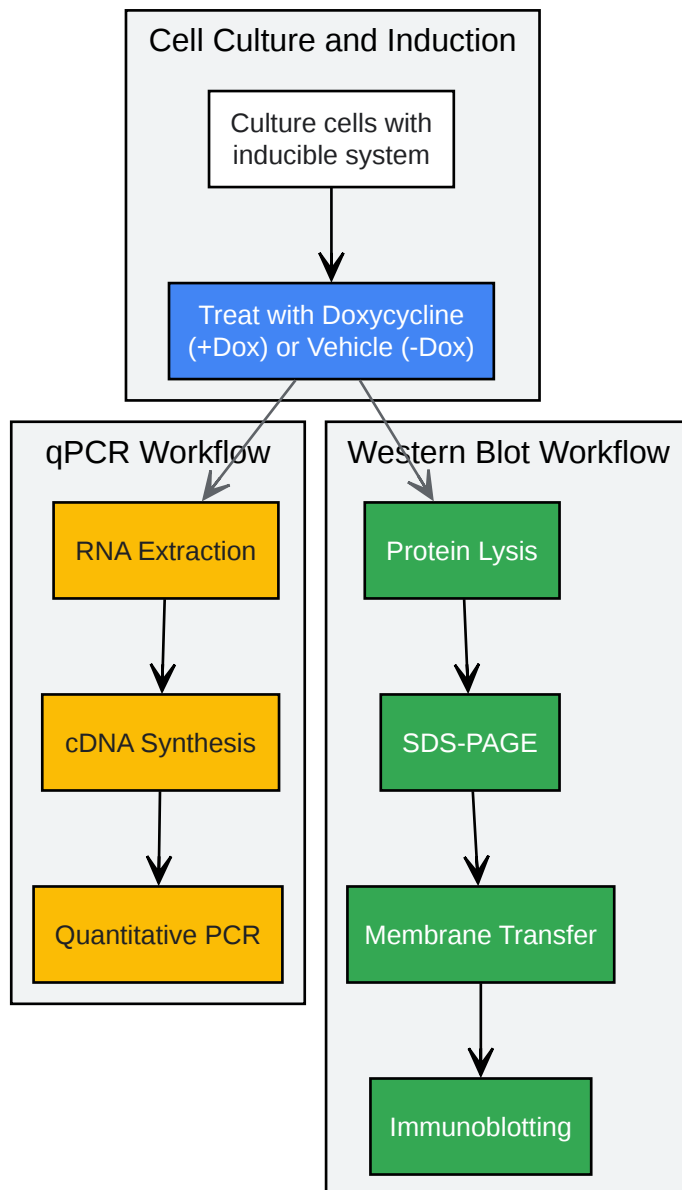 Cell Culture and Induction
Culture cells with
inducible system
Treat with Doxycycline
(+Dox) or Vehicle (-Dox)
qPCR Workflow
RNA Extraction
cDNA Synthesis
Quantitative PCR
Western Blot Workflow
Protein Lysis
SDS-PAGE
Membrane Transfer
Immunoblotting